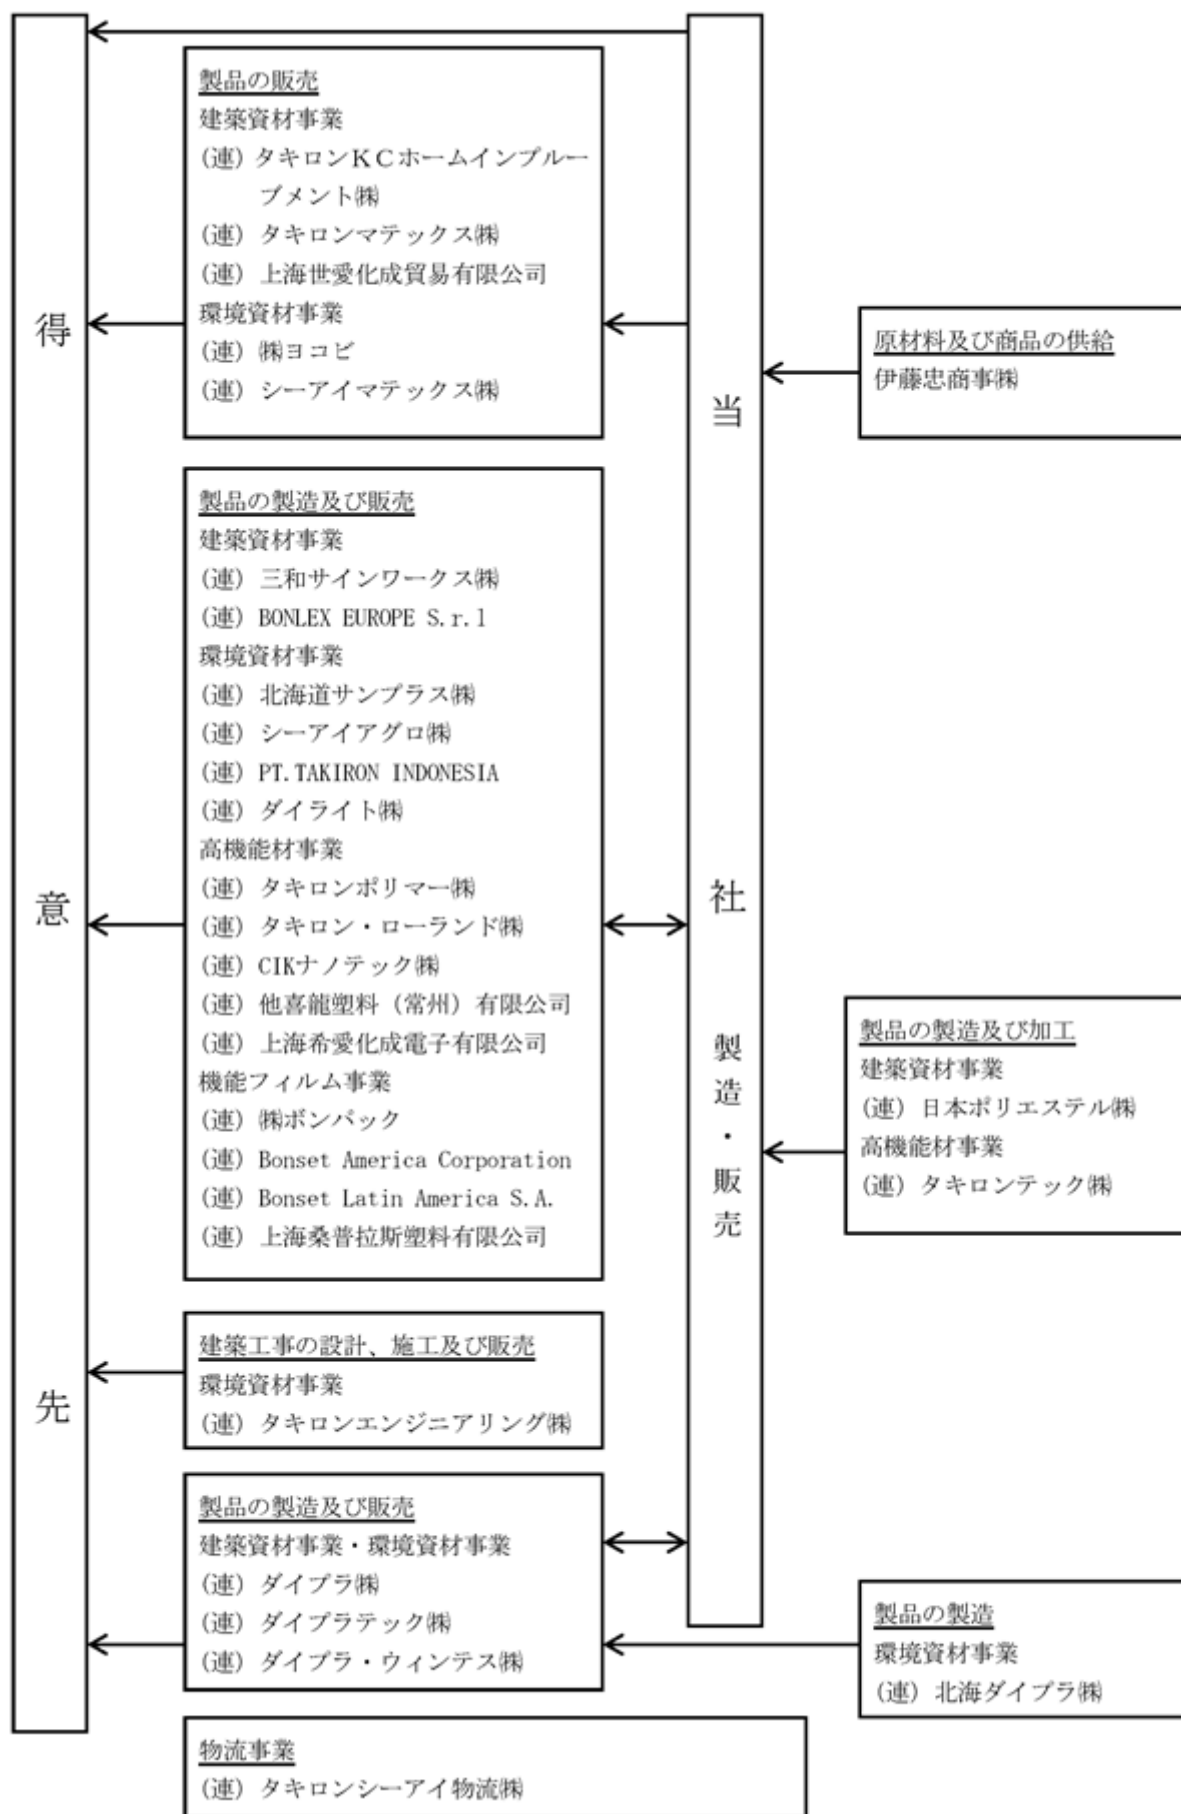 得意先
製品の販売
建築資材事業
(連) タキロンKCホームインプルー
ブメント㈱
(連) タキロンマテックス㈱
(連) 上海世愛化成貿易有限公司
環境資材事業
(連) ㈱ヨコビ
(連) シーアイマテックス㈱
製品の製造及び販売
建築資材事業
(連) 三和サインワークス㈱
(連) BONLEX EUROPE S.r.l
環境資材事業
(連) 北海道サンプラス㈱
(連) シーアイアグロ㈱
(連) PT.TAKIRON INDONESIA
(連) ダイライト㈱
高機能材事業
(連) タキロンポリマー㈱
(連) タキロン・ローランド㈱
(連) CIKナノテック㈱
(連) 他喜龍塑料（常州）有限公司
(連) 上海希愛化成電子有限公司
機能フィルム事業
(連) ㈱ボンパック
(連) Bonset America Corporation
(連) Bonset Latin America S.A.
(連) 上海桑普拉斯塑料有限公司
建築工事の設計、施工及び販売
環境資材事業
(連) タキロンエンジニアリング㈱
製品の製造及び販売
建築資材事業・環境資材事業
(連) ダイプラ㈱
(連) ダイプラテック㈱
(連) ダイプラ・ウィンテス㈱
物流事業
(連) タキロンシーアイ物流㈱
当社
製造・販売
原材料及び商品の供給
伊藤忠商事㈱
製品の製造及び加工
建築資材事業
(連) 日本ポリエステル㈱
高機能材事業
(連) タキロンテック㈱
製品の製造
環境資材事業
(連) 北海ダイプラ㈱